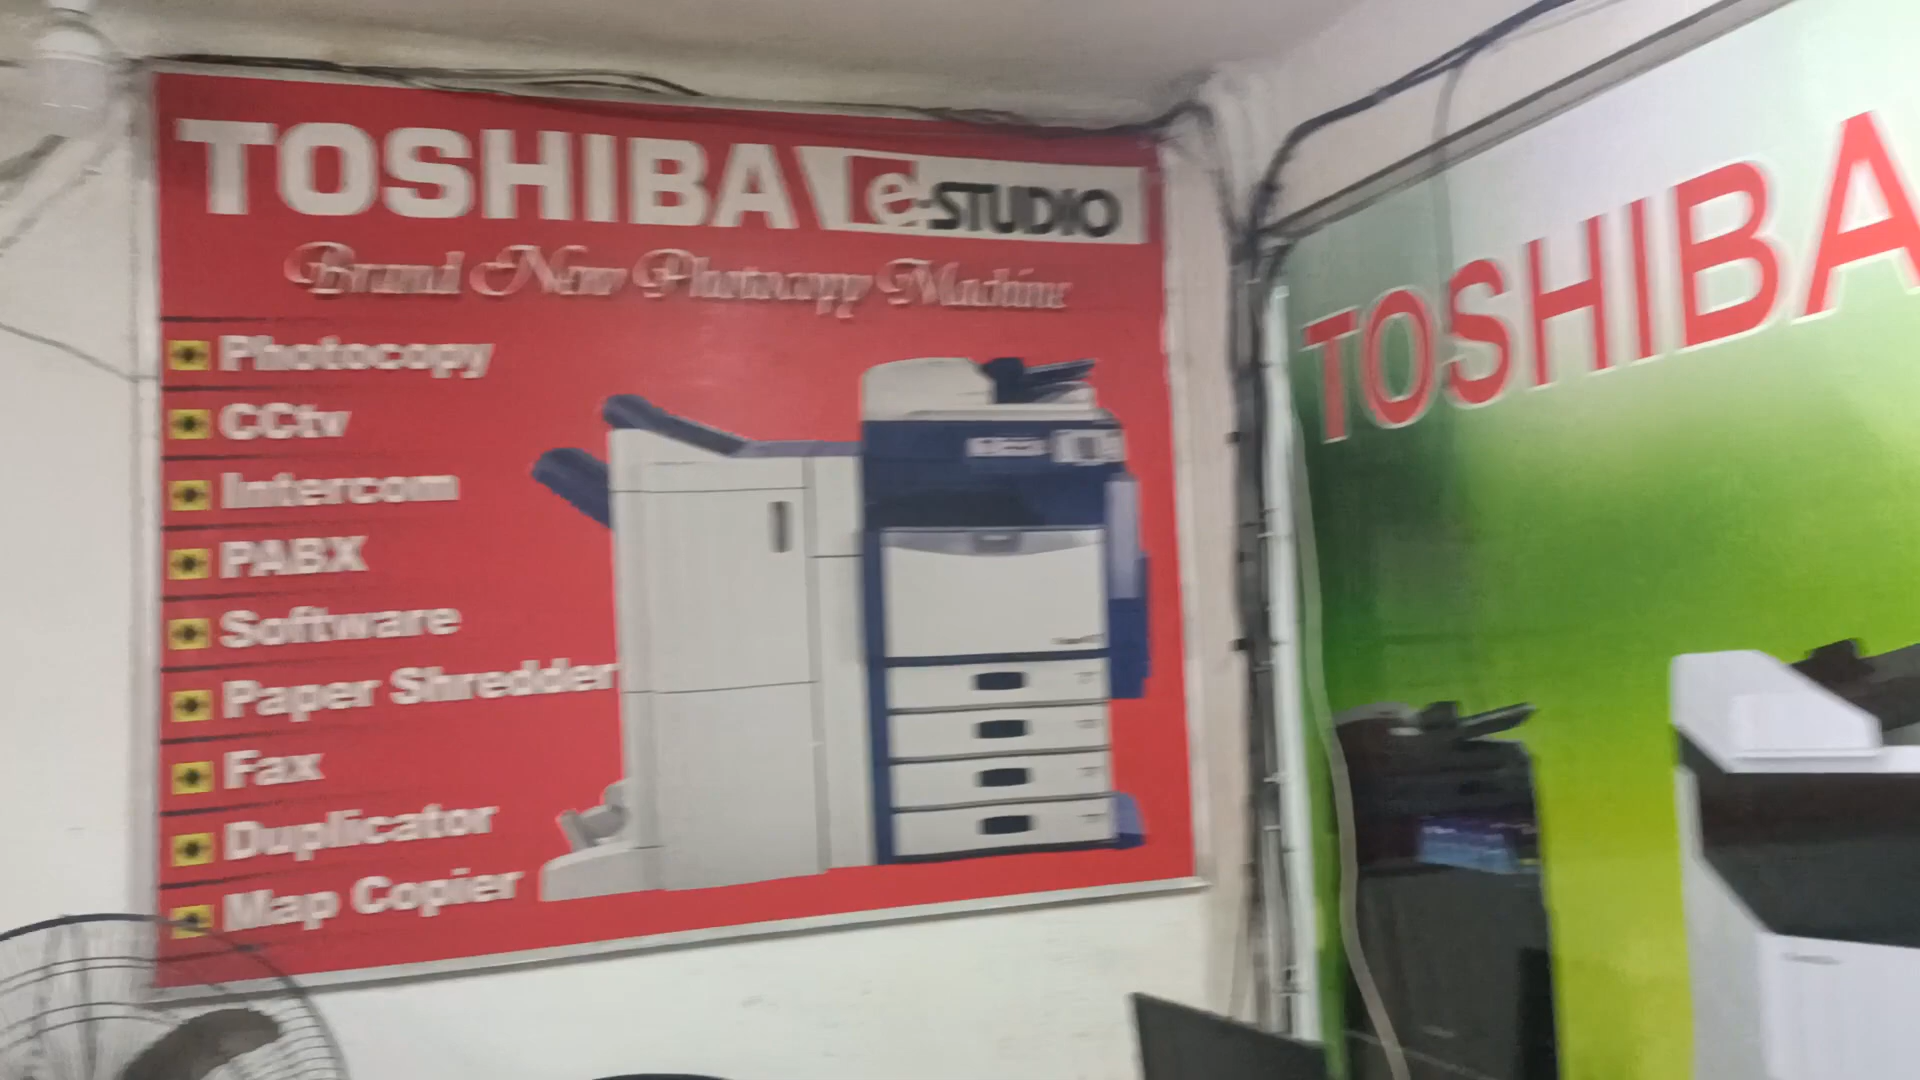 TOSHIBA e-STUDIO
Brand New Photocopy Machine
Photocopy
CCtv
Intercom
PABX
Software
Paper Shredder
Fax
Duplicator
Map Copier
TOSHIBA